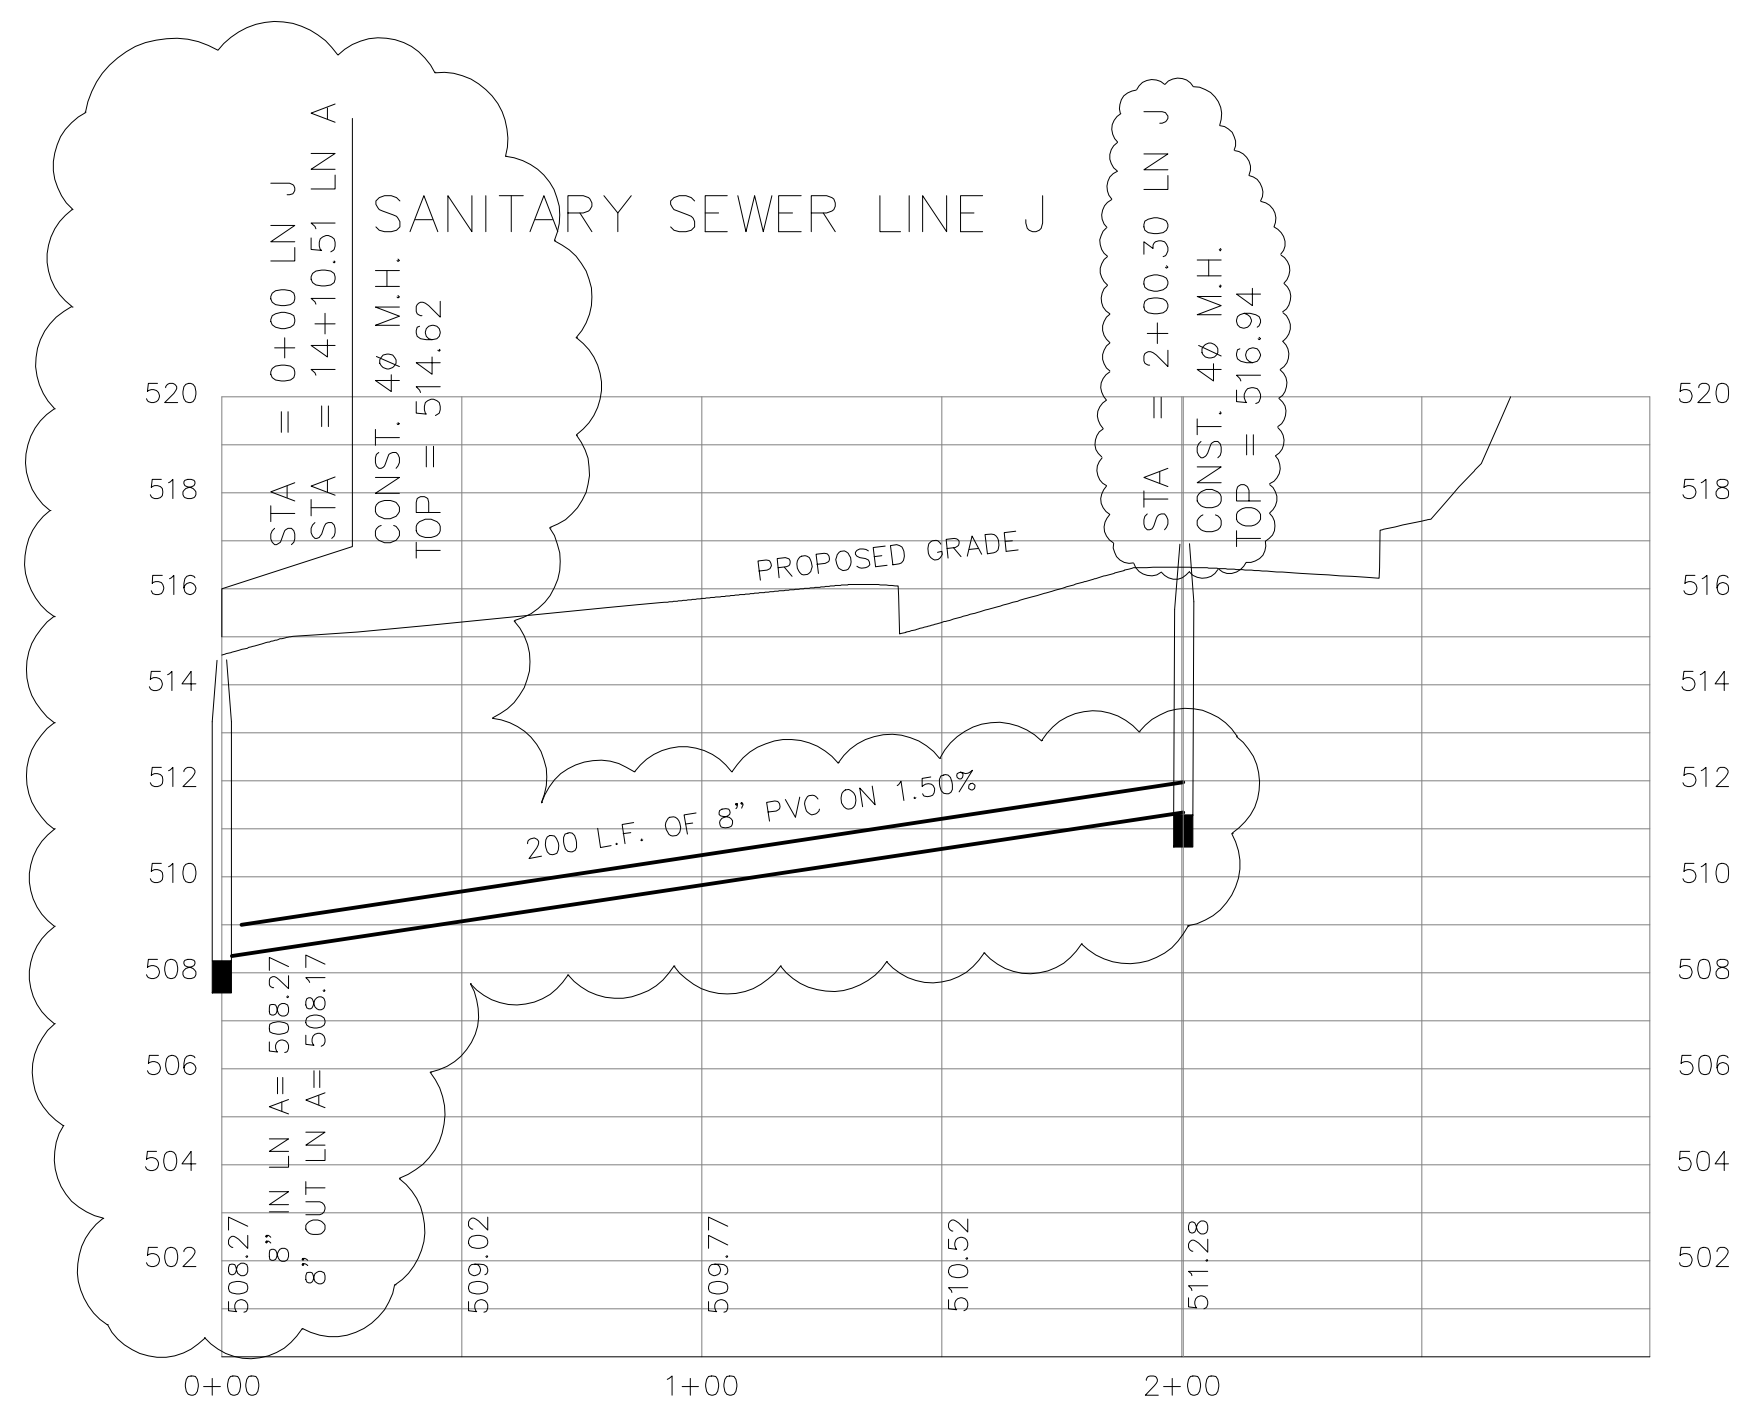 SANITARY SEWER LINE J
STA = 0+00 LN J
STA = 14+10.51 LN A
CONST. 4ø M.H.
TOP = 514.62
STA = 2+00.30 LN J
CONST. 4ø M.H.
TOP = 516.94
520
520
518
518
PROPOSED GRADE
516
516
514
514
512
512
200 L.F. OF 8” PVC ON 1.50%
510
510
508
508
8” IN LN A= 508.27
8” OUT LN A= 508.17
506
506
504
504
502
502
508.27
509.02
509.77
510.52
511.28
0+00
1+00
2+00